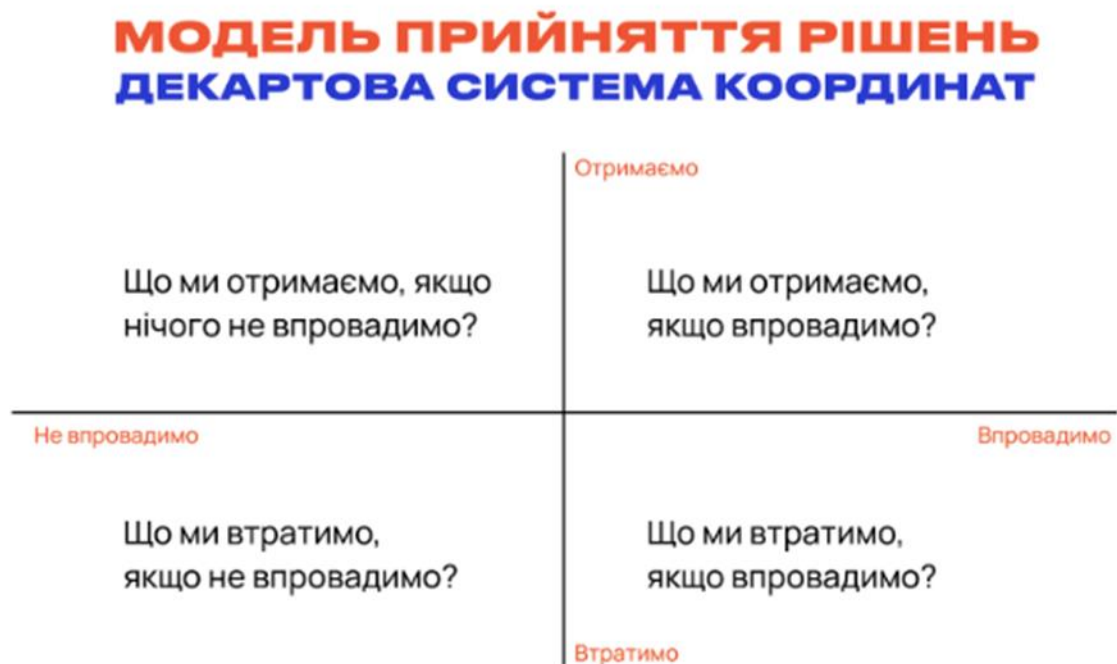 МОДЕЛЬ ПРИЙНЯТТЯ РІШЕНЬ
ДЕКАРТОВА СИСТЕМА КООРДИНАТ
Отримаємо
Що ми отримаємо, якщо
нічого не впровадимо?
Що ми отримаємо,
якщо впровадимо?
Не впровадимо
Впровадимо
Що ми втратимо,
якщо не впровадимо?
Що ми втратимо,
якщо впровадимо?
Втратимо